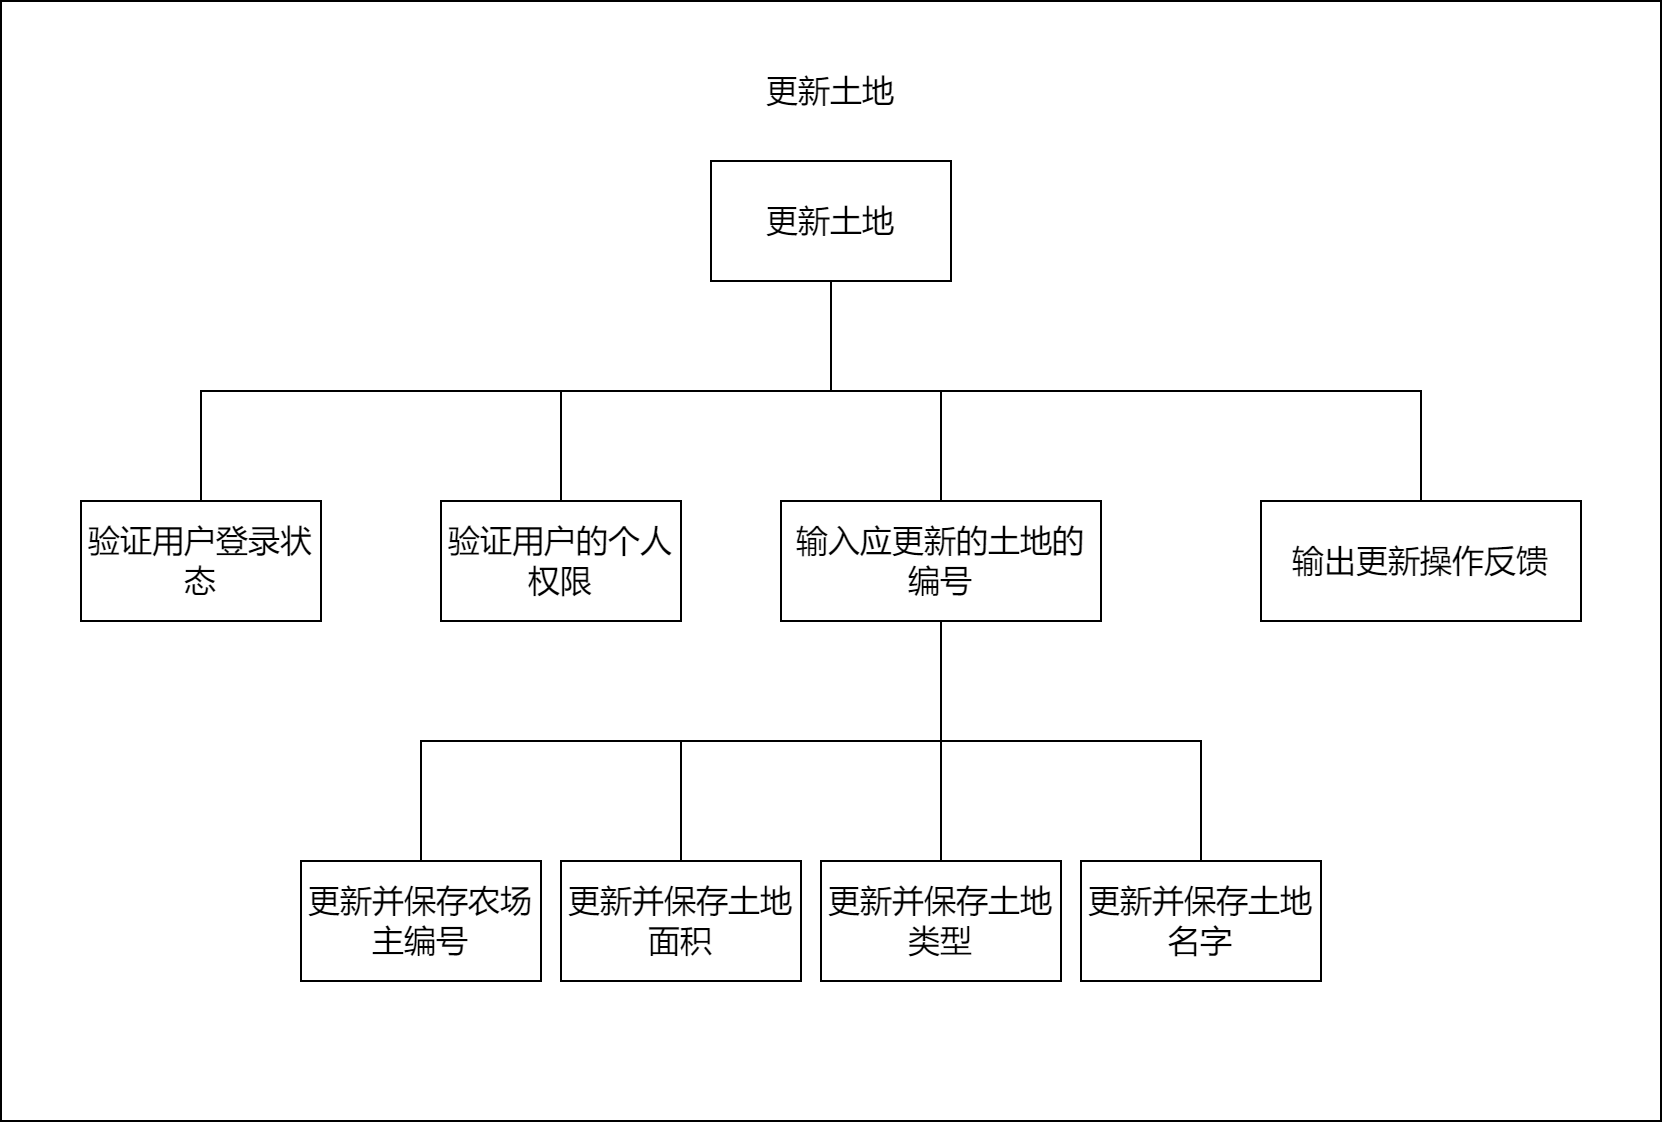 更新土地
更新土地
验证用户登录状
态
验证用户的个人
权限
输入应更新的土地的
编号
输出更新操作反馈
更新并保存农场
主编号
更新并保存土地
面积
更新并保存土地
类型
更新并保存土地
名字